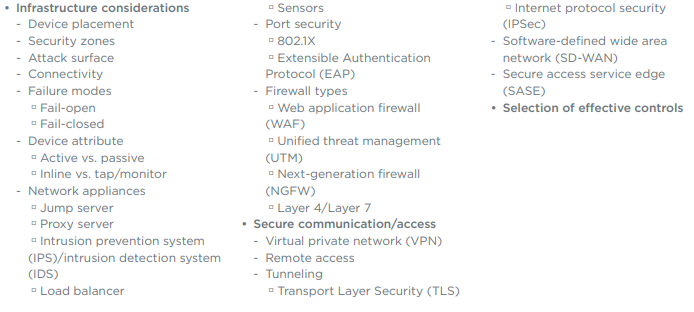 • Infrastructure considerations
- Device placement
- Security zones
- Attack surface
- Connectivity
- Failure modes
▫ Fail-open
▫ Fail-closed
- Device attribute
▫ Active vs. passive
▫ Inline vs. tap/monitor
- Network appliances
▫ Jump server
▫ Proxy server
▫ Intrusion prevention system
(IPS)/intrusion detection system
(IDS)
▫ Load balancer
▫ Sensors
- Port security
▫ 802.1X
▫ Extensible Authentication
Protocol (EAP)
- Firewall types
▫ Web application firewall
(WAF)
▫ Unified threat management
(UTM)
▫ Next-generation firewall
(NGFW)
▫ Layer 4/Layer 7
• Secure communication/access
- Virtual private network (VPN)
- Remote access
- Tunneling
▫ Transport Layer Security (TLS)
▫ Internet protocol security
(IPSec)
- Software-defined wide area
network (SD-WAN)
- Secure access service edge
(SASE)
• Selection of effective controls